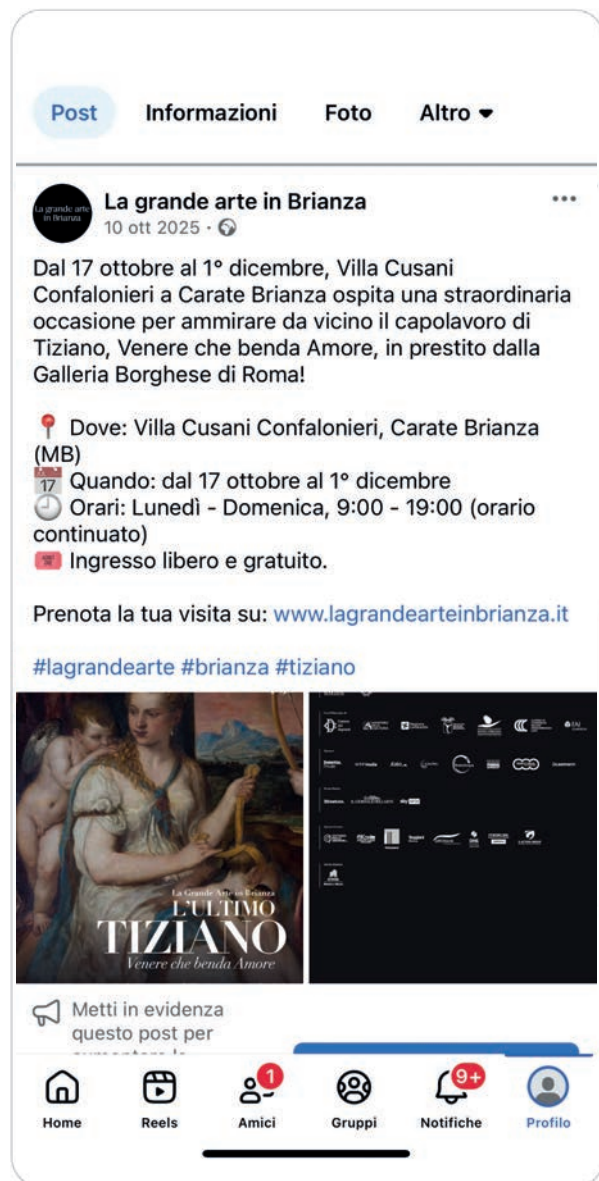 Post Informazioni Foto Altro
La grande arte in Brianza
La grande arte in Brianza
10 ott 2025 ·
Dal 17 ottobre al 1° dicembre, Villa Cusani
Confalonieri a Carate Brianza ospita una straordinaria
occasione per ammirare da vicino il capolavoro di
Tiziano, Venere che benda Amore, in prestito dalla
Galleria Borghese di Roma!
Dove: Villa Cusani Confalonieri, Carate Brianza
(MB)
17 Quando: dal 17 ottobre al 1° dicembre
Orari: Lunedì - Domenica, 9:00 - 19:00 (orario
continuato)
Ingresso libero e gratuito.
Prenota la tua visita su: www.lagrandearteinbrianza.it
#lagrandearte #brianza #tiziano
La Grande Arte in Brianza
L'ULTIMO
TIZIANO
Venere che benda Amore
Metti in evidenza
questo post per
1 9+
Home Reels Amici Gruppi Notifiche Profilo